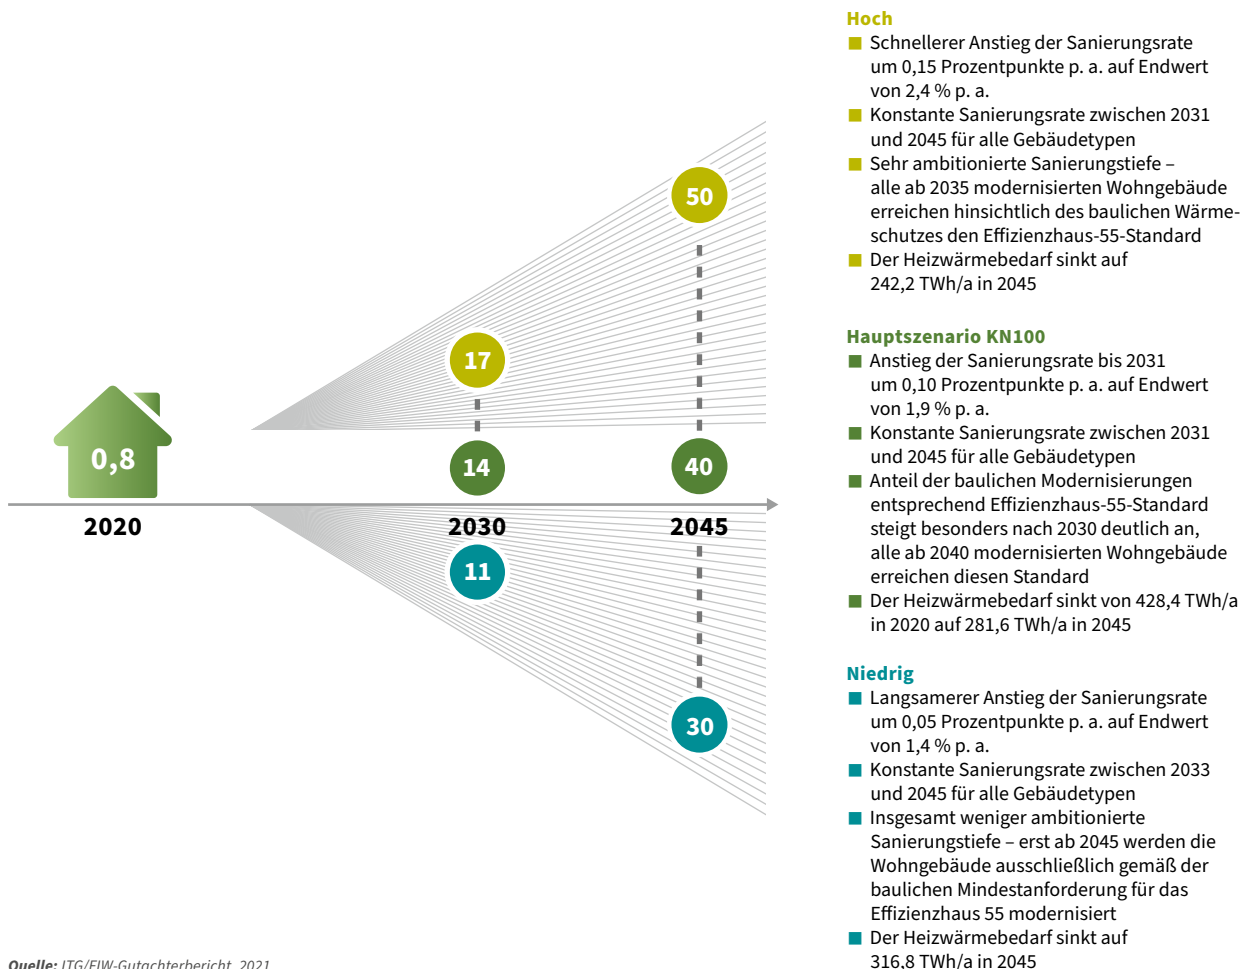 Hoch
■ Schnellerer Anstieg der Sanierungsrate
um 0,15 Prozentpunkte p. a. auf Endwert
von 2,4 % p. a.
■ Konstante Sanierungsrate zwischen 2031
und 2045 für alle Gebäudetypen
■ Sehr ambitionierte Sanierungstiefe –
alle ab 2035 modernisierten Wohngebäude
erreichen hinsichtlich des baulichen Wärme-
schutzes den Effizienzhaus-55-Standard
■ Der Heizwärmebedarf sinkt auf
242,2 TWh/a in 2045
Hauptszenario KN100
■ Anstieg der Sanierungsrate bis 2031
um 0,10 Prozentpunkte p. a. auf Endwert
von 1,9 % p. a.
■ Konstante Sanierungsrate zwischen 2031
und 2045 für alle Gebäudetypen
■ Anteil der baulichen Modernisierungen
entsprechend Effizienzhaus-55-Standard
steigt besonders nach 2030 deutlich an,
alle ab 2040 modernisierten Wohngebäude
erreichen diesen Standard
■ Der Heizwärmebedarf sinkt von 428,4 TWh/a
in 2020 auf 281,6 TWh/a in 2045
Niedrig
■ Langsamerer Anstieg der Sanierungsrate
um 0,05 Prozentpunkte p. a. auf Endwert
von 1,4 % p. a.
■ Konstante Sanierungsrate zwischen 2033
und 2045 für alle Gebäudetypen
■ Insgesamt weniger ambitionierte
Sanierungstiefe – erst ab 2045 werden die
Wohngebäude ausschließlich gemäß der
baulichen Mindestanforderung für das
Effizienzhaus 55 modernisiert
■ Der Heizwärmebedarf sinkt auf
316,8 TWh/a in 2045
50
17
0,8
14
40
2020
2030
2045
11
30
Quelle: ITG/FIW-Gutachterbericht, 2021